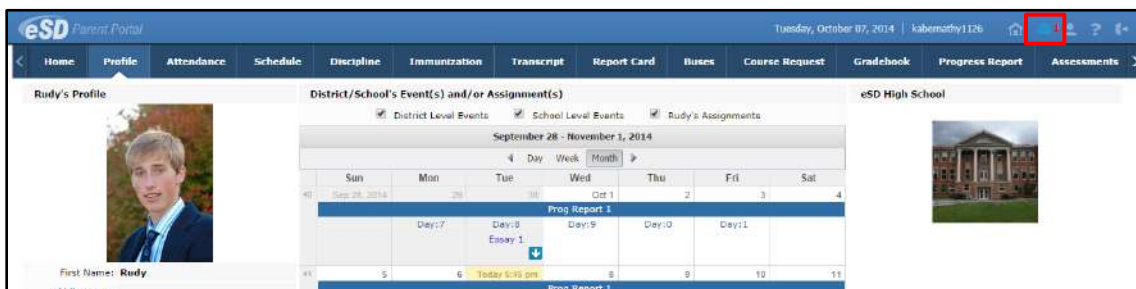 eSD Parent Portal
Tuesday, October 07, 2014 | kabernathy1126
1
?
Home Profile Attendance Schedule Discipline Immunization Transcript Report Card Buses Course Request Gradebook Progress Report Assessments
Rudy's Profile
District/School's Event(s) and/or Assignment(s)
eSD High School
District Level Events School Level Events Rudy's Assignments
September 28 - November 1, 2014
Day Week Month
Sun Mon Tue Wed Thu Fri Sat
40 Sep 28, 2014 29 30 Oct 1 2 3 4
Prog Report 1
Day:7 Day:8 Day:9 Day:0 Day:1
Essay 1
First Name: Rudy
41 5 6 Today 5:45 pm 8 9 10 11
Prog Report 1